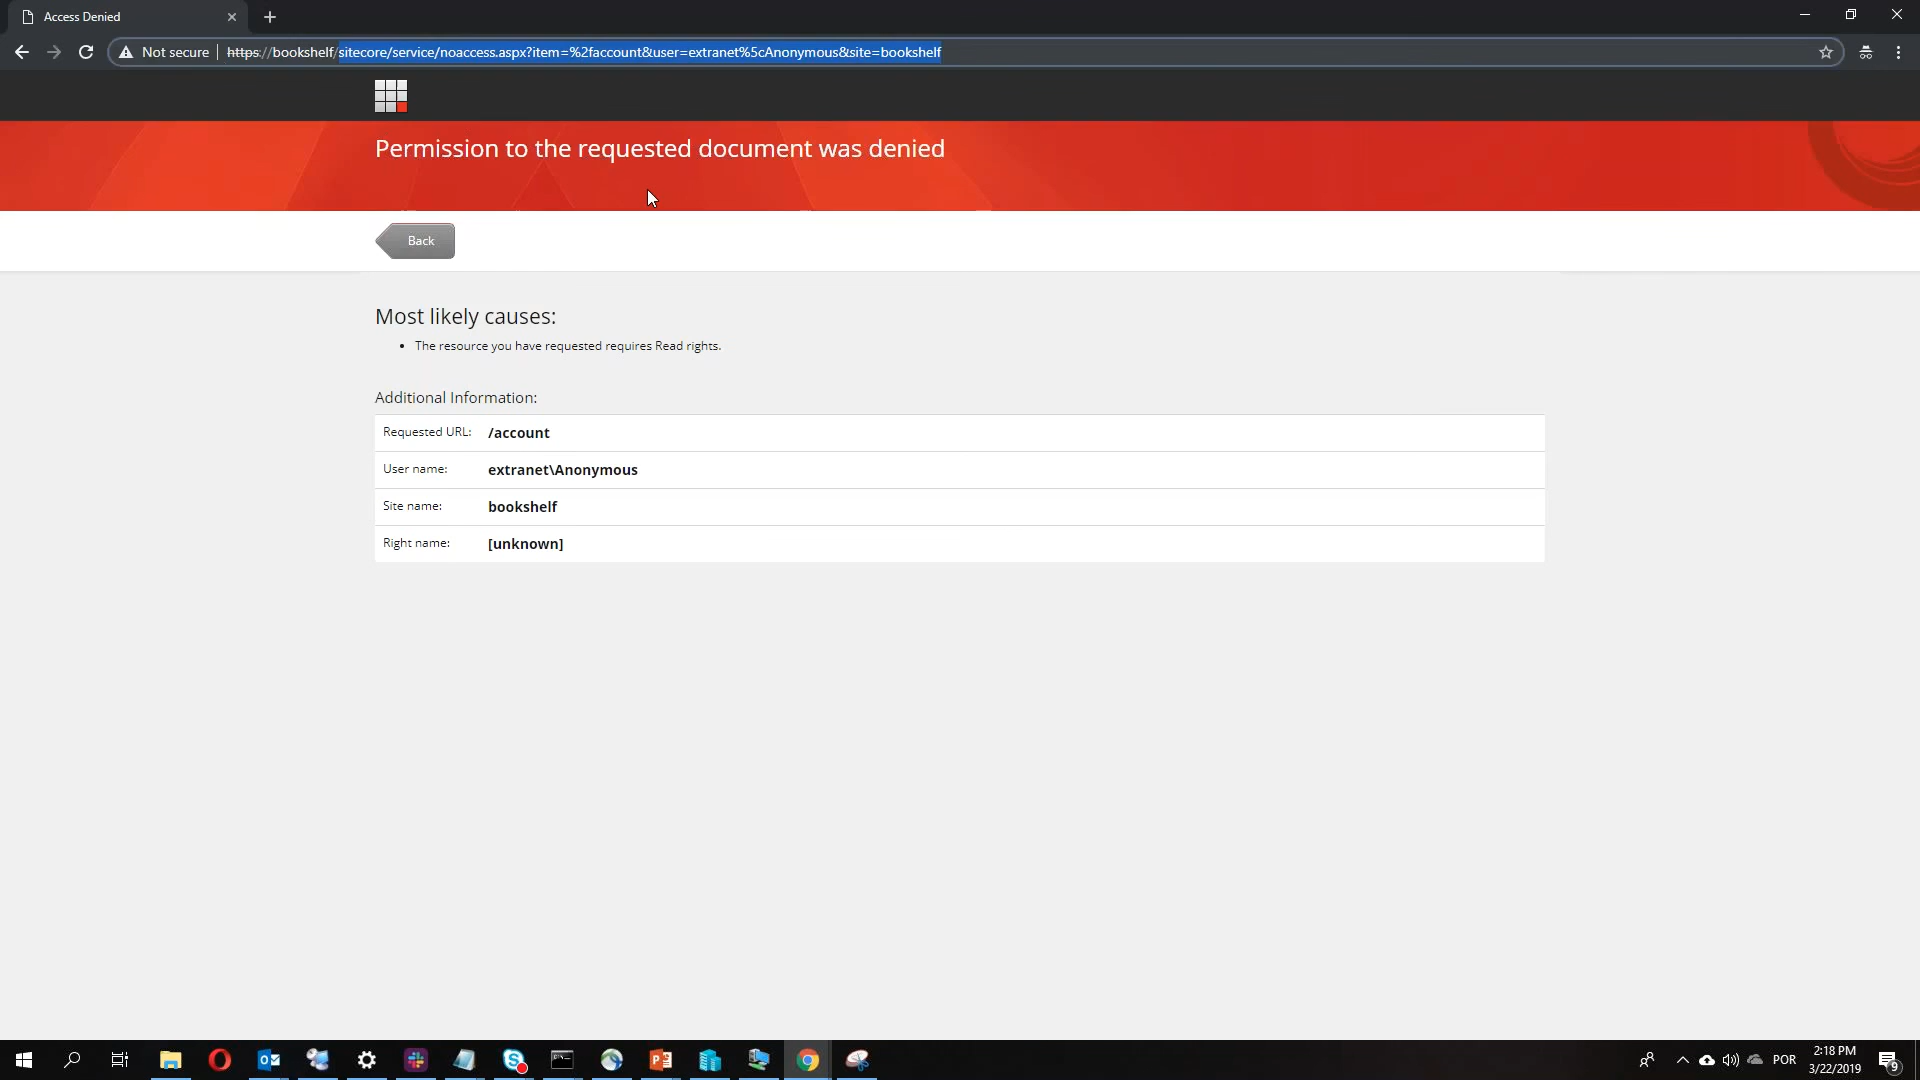 Access Denied
Not secure | https://bookshelf/sitecore/service/noaccess.aspx?item=%2faccount&user=extranet%5cAnonymous&site=bookshelf
Permission to the requested document was denied
Back
Most likely causes:
• The resource you have requested requires Read rights.
Additional Information:
Requested URL: /account
User name: extranet\Anonymous
Site name: bookshelf
Right name: [unknown]
POR
2:18 PM
3/22/2019
9